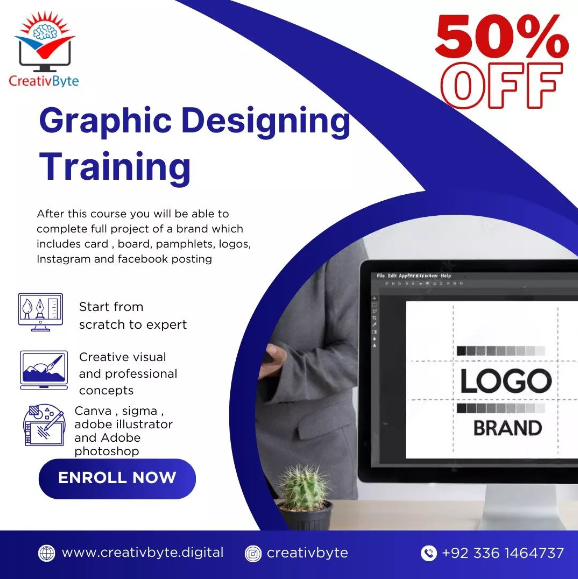 CreativByte
50%
OFF
Graphic Designing
Training
After this course you will be able to
complete full project of a brand which
includes card , board, pamphlets, logos,
Instagram and facebook posting
Start from
scratch to expert
Creative visual
and professional
concepts
Canva , sigma ,
adobe illustrator
and Adobe
photoshop
ENROLL NOW
File Edit
Help
LOGO
BRAND
www.creativbyte.digital
creativbyte
+92 336 1464737